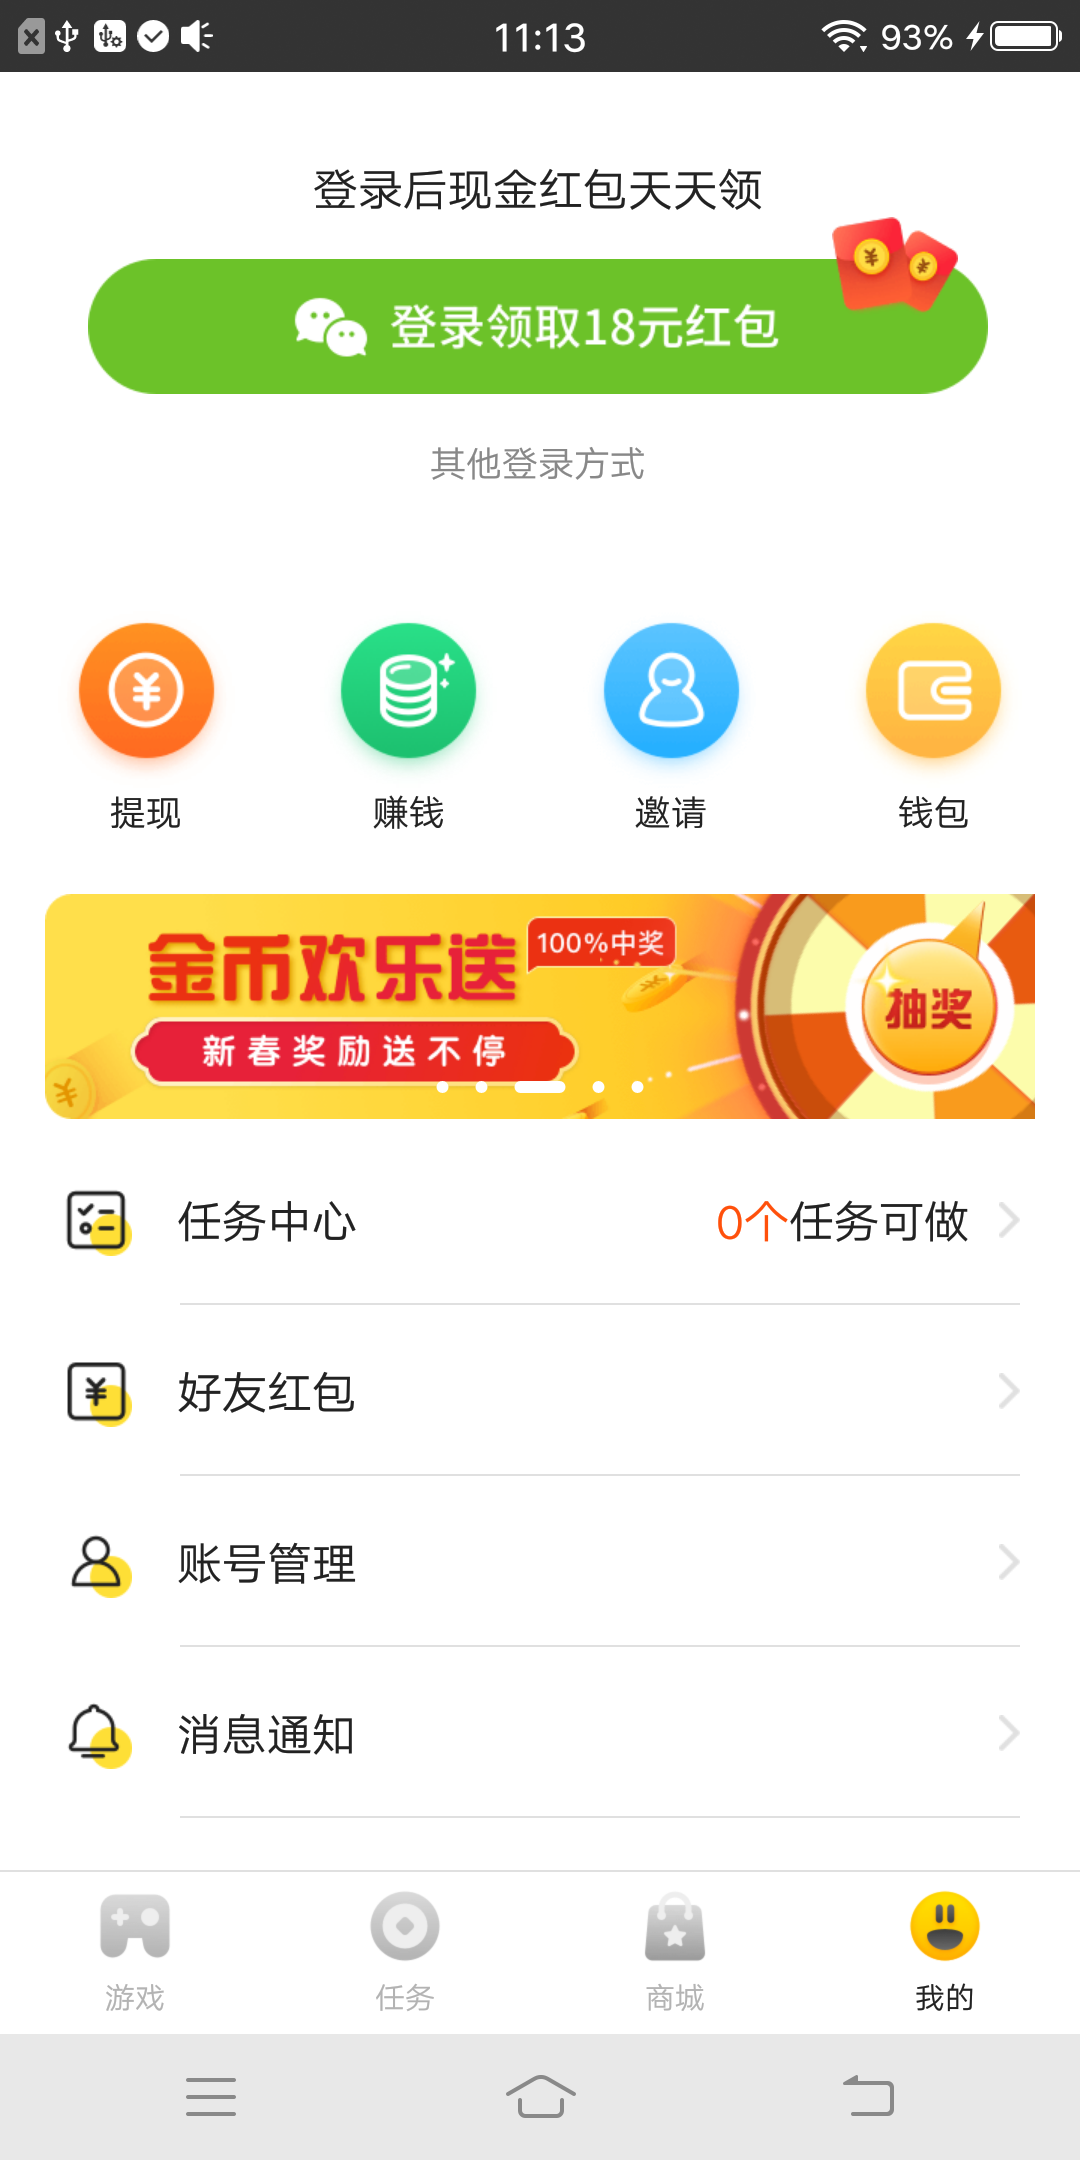 11:13
93%
登录后现金红包天天领
登录领取18元红包
其他登录方式
提现
赚钱
邀请
钱包
金币欢乐送
100%中奖
新春奖励送不停
抽奖
任务中心
0个任务可做
好友红包
账号管理
消息通知
游戏
任务
商城
我的